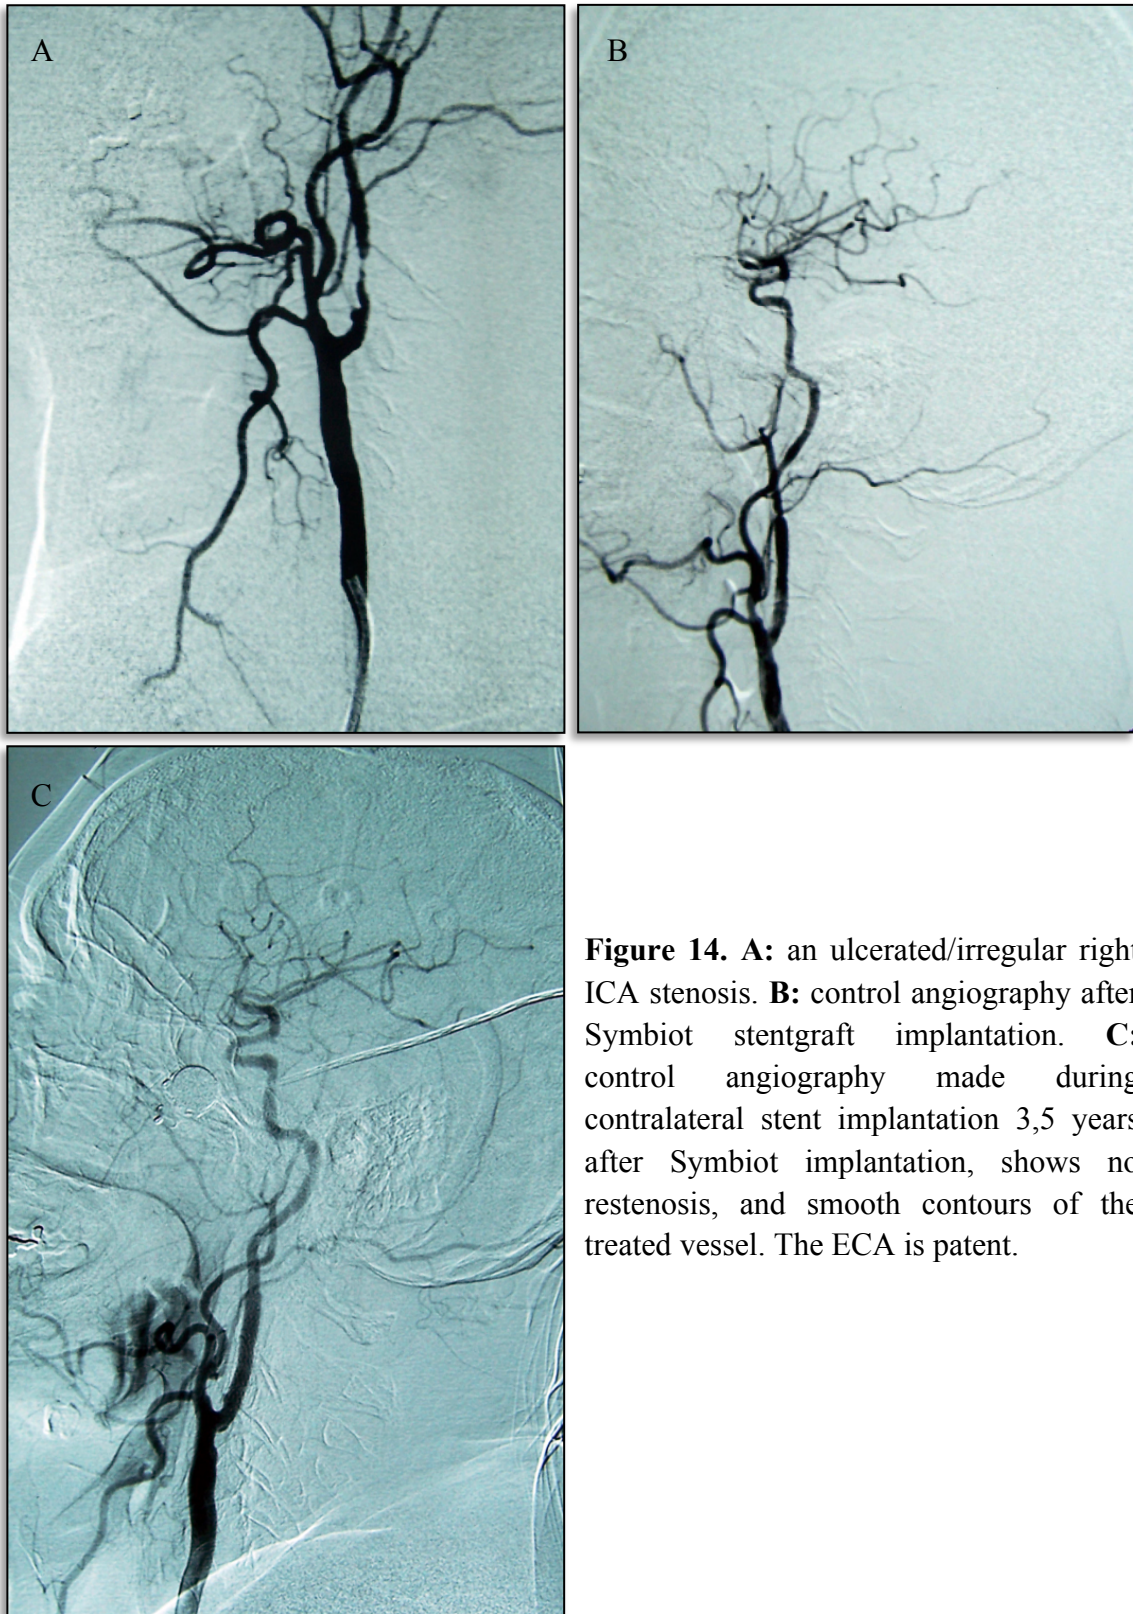 A
B
C
Figure 14. A: an ulcerated/irregular right
ICA stenosis. B: control angiography after
Symbiot stentgraft implantation. C:
control angiography made during
contralateral stent implantation 3,5 years
after Symbiot implantation, shows no
restenosis, and smooth contours of the
treated vessel. The ECA is patent.